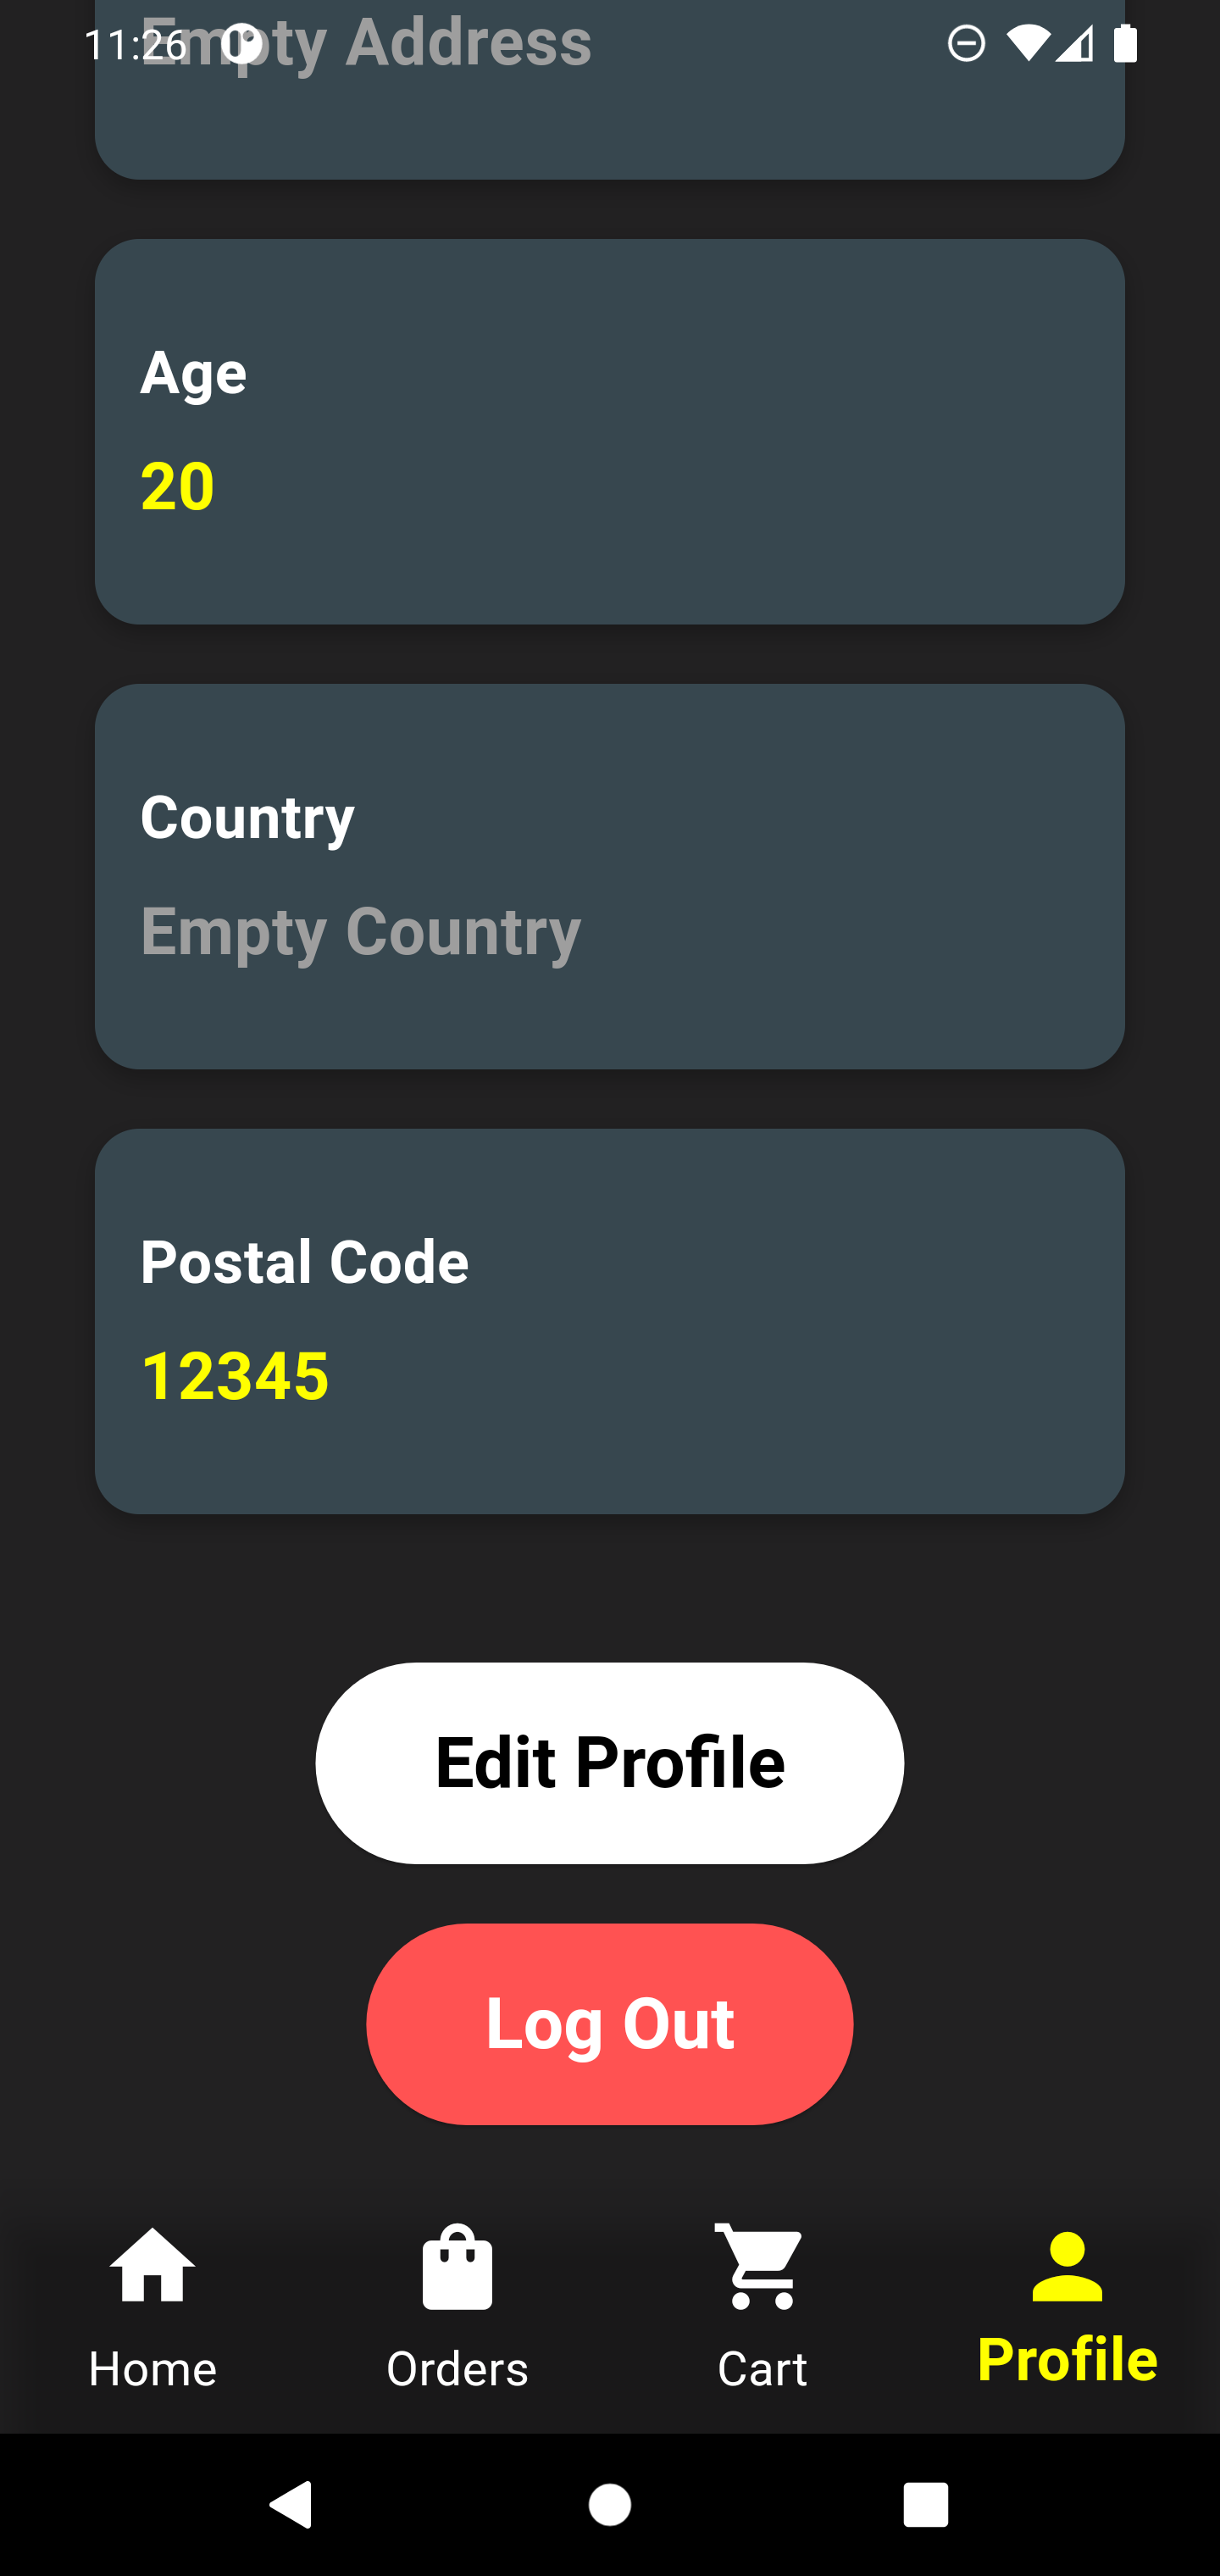 11:26
Empty Address
Age
20
Country
Empty Country
Postal Code
12345
Edit Profile
Log Out
Home
Orders
Cart
Profile